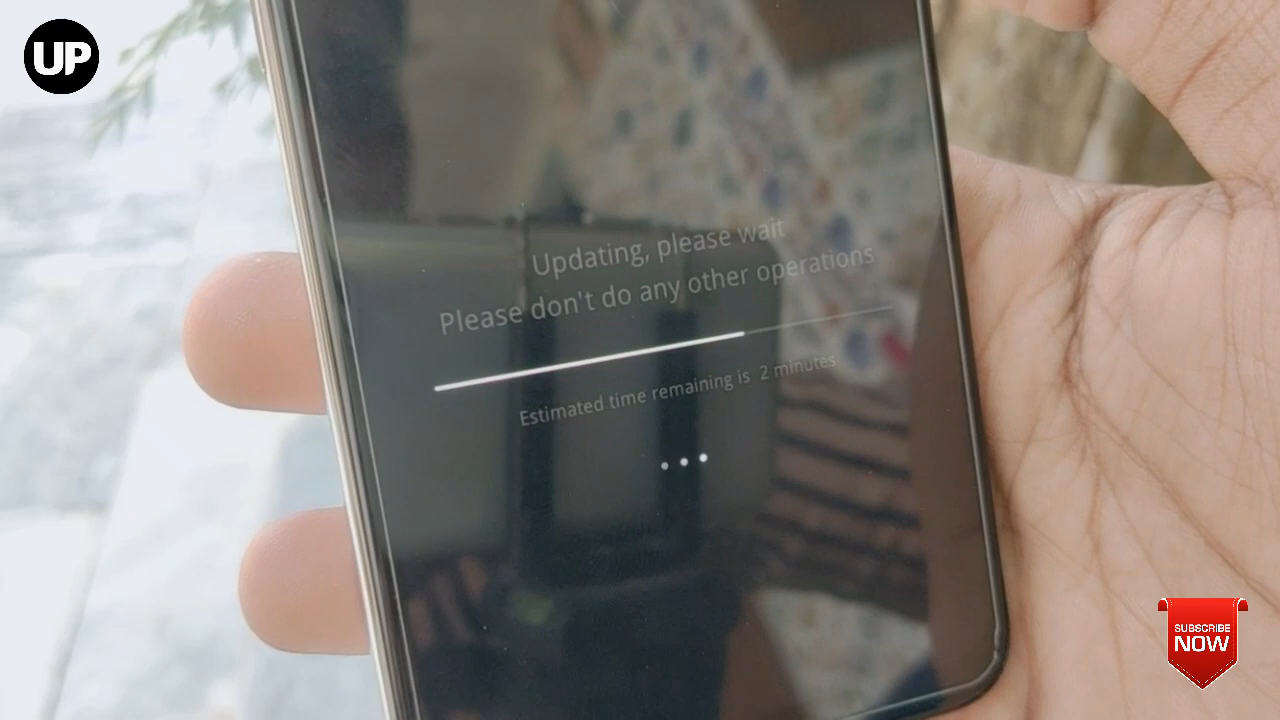 UP
Updating, please wait
Please don't do any other operations
Estimated time remaining is 2 minutes
SUBSCRIBE
NOW